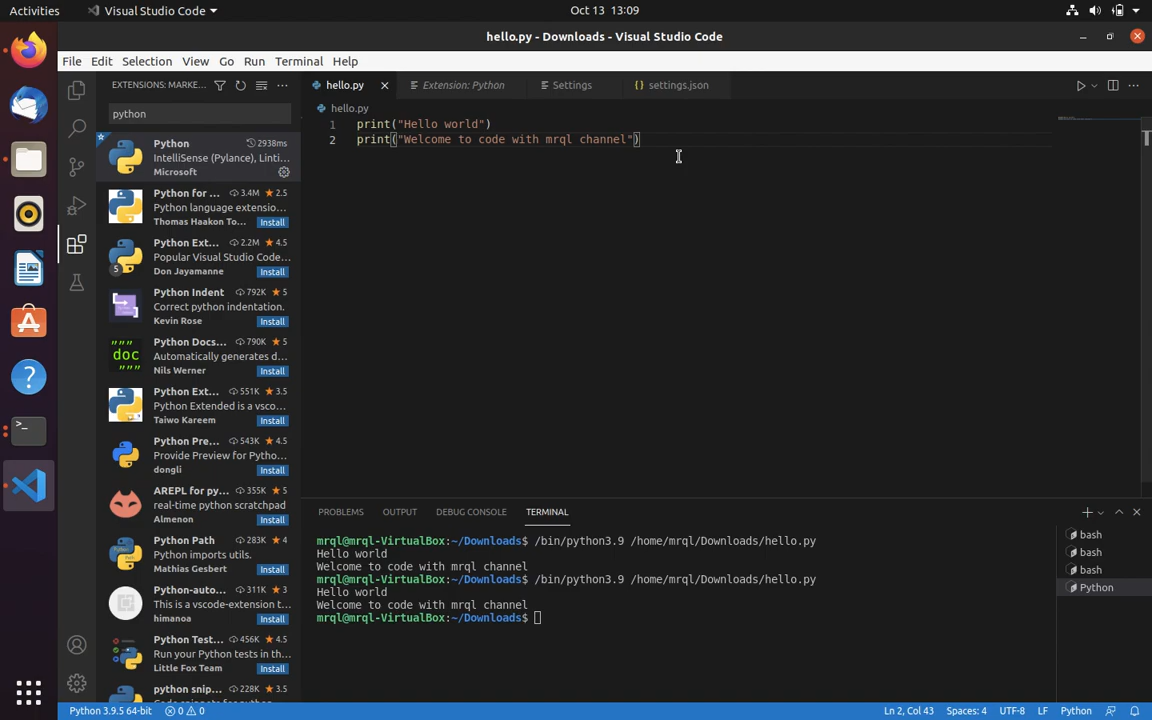 Activities
Visual Studio Code
Oct 13 13:09
hello.py - Downloads - Visual Studio Code
File Edit Selection View Go Run Terminal Help
EXTENSIONS: MARKE...
hello.py
Extension: Python
Settings
{} settings.json
python
hello.py
1 print("Hello world")
2 print("Welcome to code with mrql channel")
Python 2938ms
IntelliSense (Pylance), Linti...
Microsoft
Python for ... 3.4M ★ 2.5
Python language extensio...
Thomas Haakon To... Install
Python Ext... 2.2M ★ 4.5
Popular Visual Studio Code...
5 Don Jayamanne Install
Python Indent 792K ★ 5
Correct python indentation.
Kevin Rose Install
Python Docs... 790K ★ 5
"""
doc
"""
Automatically generates d...
Nils Werner Install
Python Ext... 551K ★ 3.5
Python Extended is a vsco...
Taiwo Kareem Install
Python Pre... 543K ★ 4.5
Provide Preview for Pytho...
dongli Install
AREPL for py... 355K ★ 5
real-time python scratchpad
Almenon Install
Python Path 283K ★ 4
Python imports utils.
Mathias Gesbert Install
Python-auto... 311K ★ 3
This is a vscode-extension t...
himanoa Install
Python Test... 456K ★ 4.5
Run your Python tests in th...
Little Fox Team Install
python snip... 228K ★ 3.5
PROBLEMS OUTPUT DEBUG CONSOLE TERMINAL
mrql@mrql-VirtualBox:~/Downloads$ /bin/python3.9 /home/mrql/Downloads/hello.py
Hello world
Welcome to code with mrql channel
mrql@mrql-VirtualBox:~/Downloads$ /bin/python3.9 /home/mrql/Downloads/hello.py
Hello world
Welcome to code with mrql channel
mrql@mrql-VirtualBox:~/Downloads$
bash
bash
bash
Python
Python 3.9.5 64-bit 0 0
Ln 2, Col 43 Spaces: 4 UTF-8 LF Python